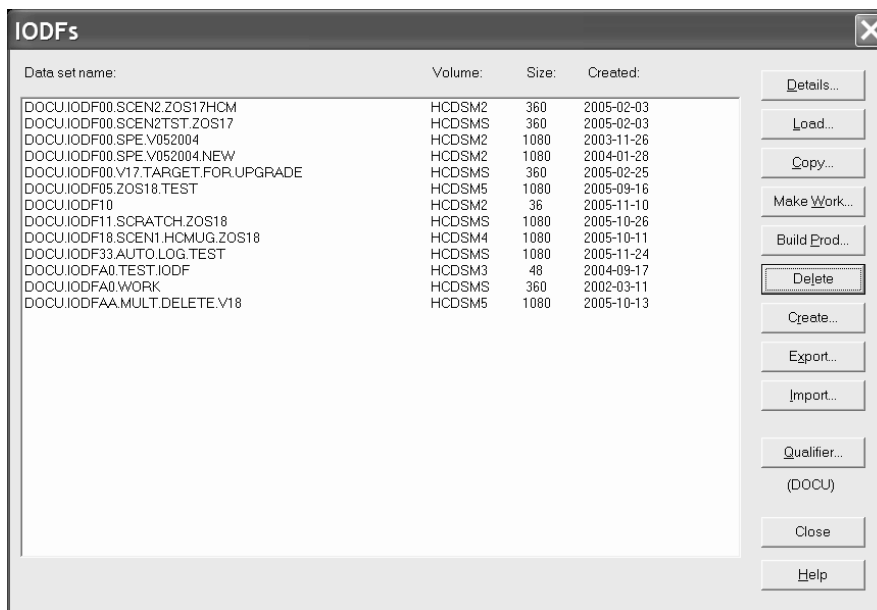 IODFs
Data set name: Volume: Size: Created:
DOCU.IODF00.SCEN2.ZOS17HCM HCDSM2 360 2005-02-03
DOCU.IODF00.SCEN2TST.ZOS17 HCDSMS 360 2005-02-03
DOCU.IODF00.SPE.V052004 HCDSM2 1080 2003-11-26
DOCU.IODF00.SPE.V052004.NEW HCDSM2 1080 2004-01-28
DOCU.IODF00.V17.TARGET.FOR.UPGRADE HCDSMS 360 2005-02-25
DOCU.IODF05.ZOS18.TEST HCDSM5 1080 2005-09-16
DOCU.IODF10 HCDSM2 36 2005-11-10
DOCU.IODF11.SCRATCH.ZOS18 HCDSMS 1080 2005-10-26
DOCU.IODF18.SCEN1.HCMUG.ZOS18 HCDSM4 1080 2005-10-11
DOCU.IODF33.AUTO.LOG.TEST HCDSMS 1080 2005-11-24
DOCU.IODFA0.TEST.IODF HCDSM3 48 2004-09-17
DOCU.IODFA0.WORK HCDSMS 360 2002-03-11
DOCU.IODFAA.MULT.DELETE.V18 HCDSM5 1080 2005-10-13
Details...
Load...
Copy...
Make Work...
Build Prod...
Delete
Create...
Export...
Import...
Qualifier...
(DOCU)
Close
Help